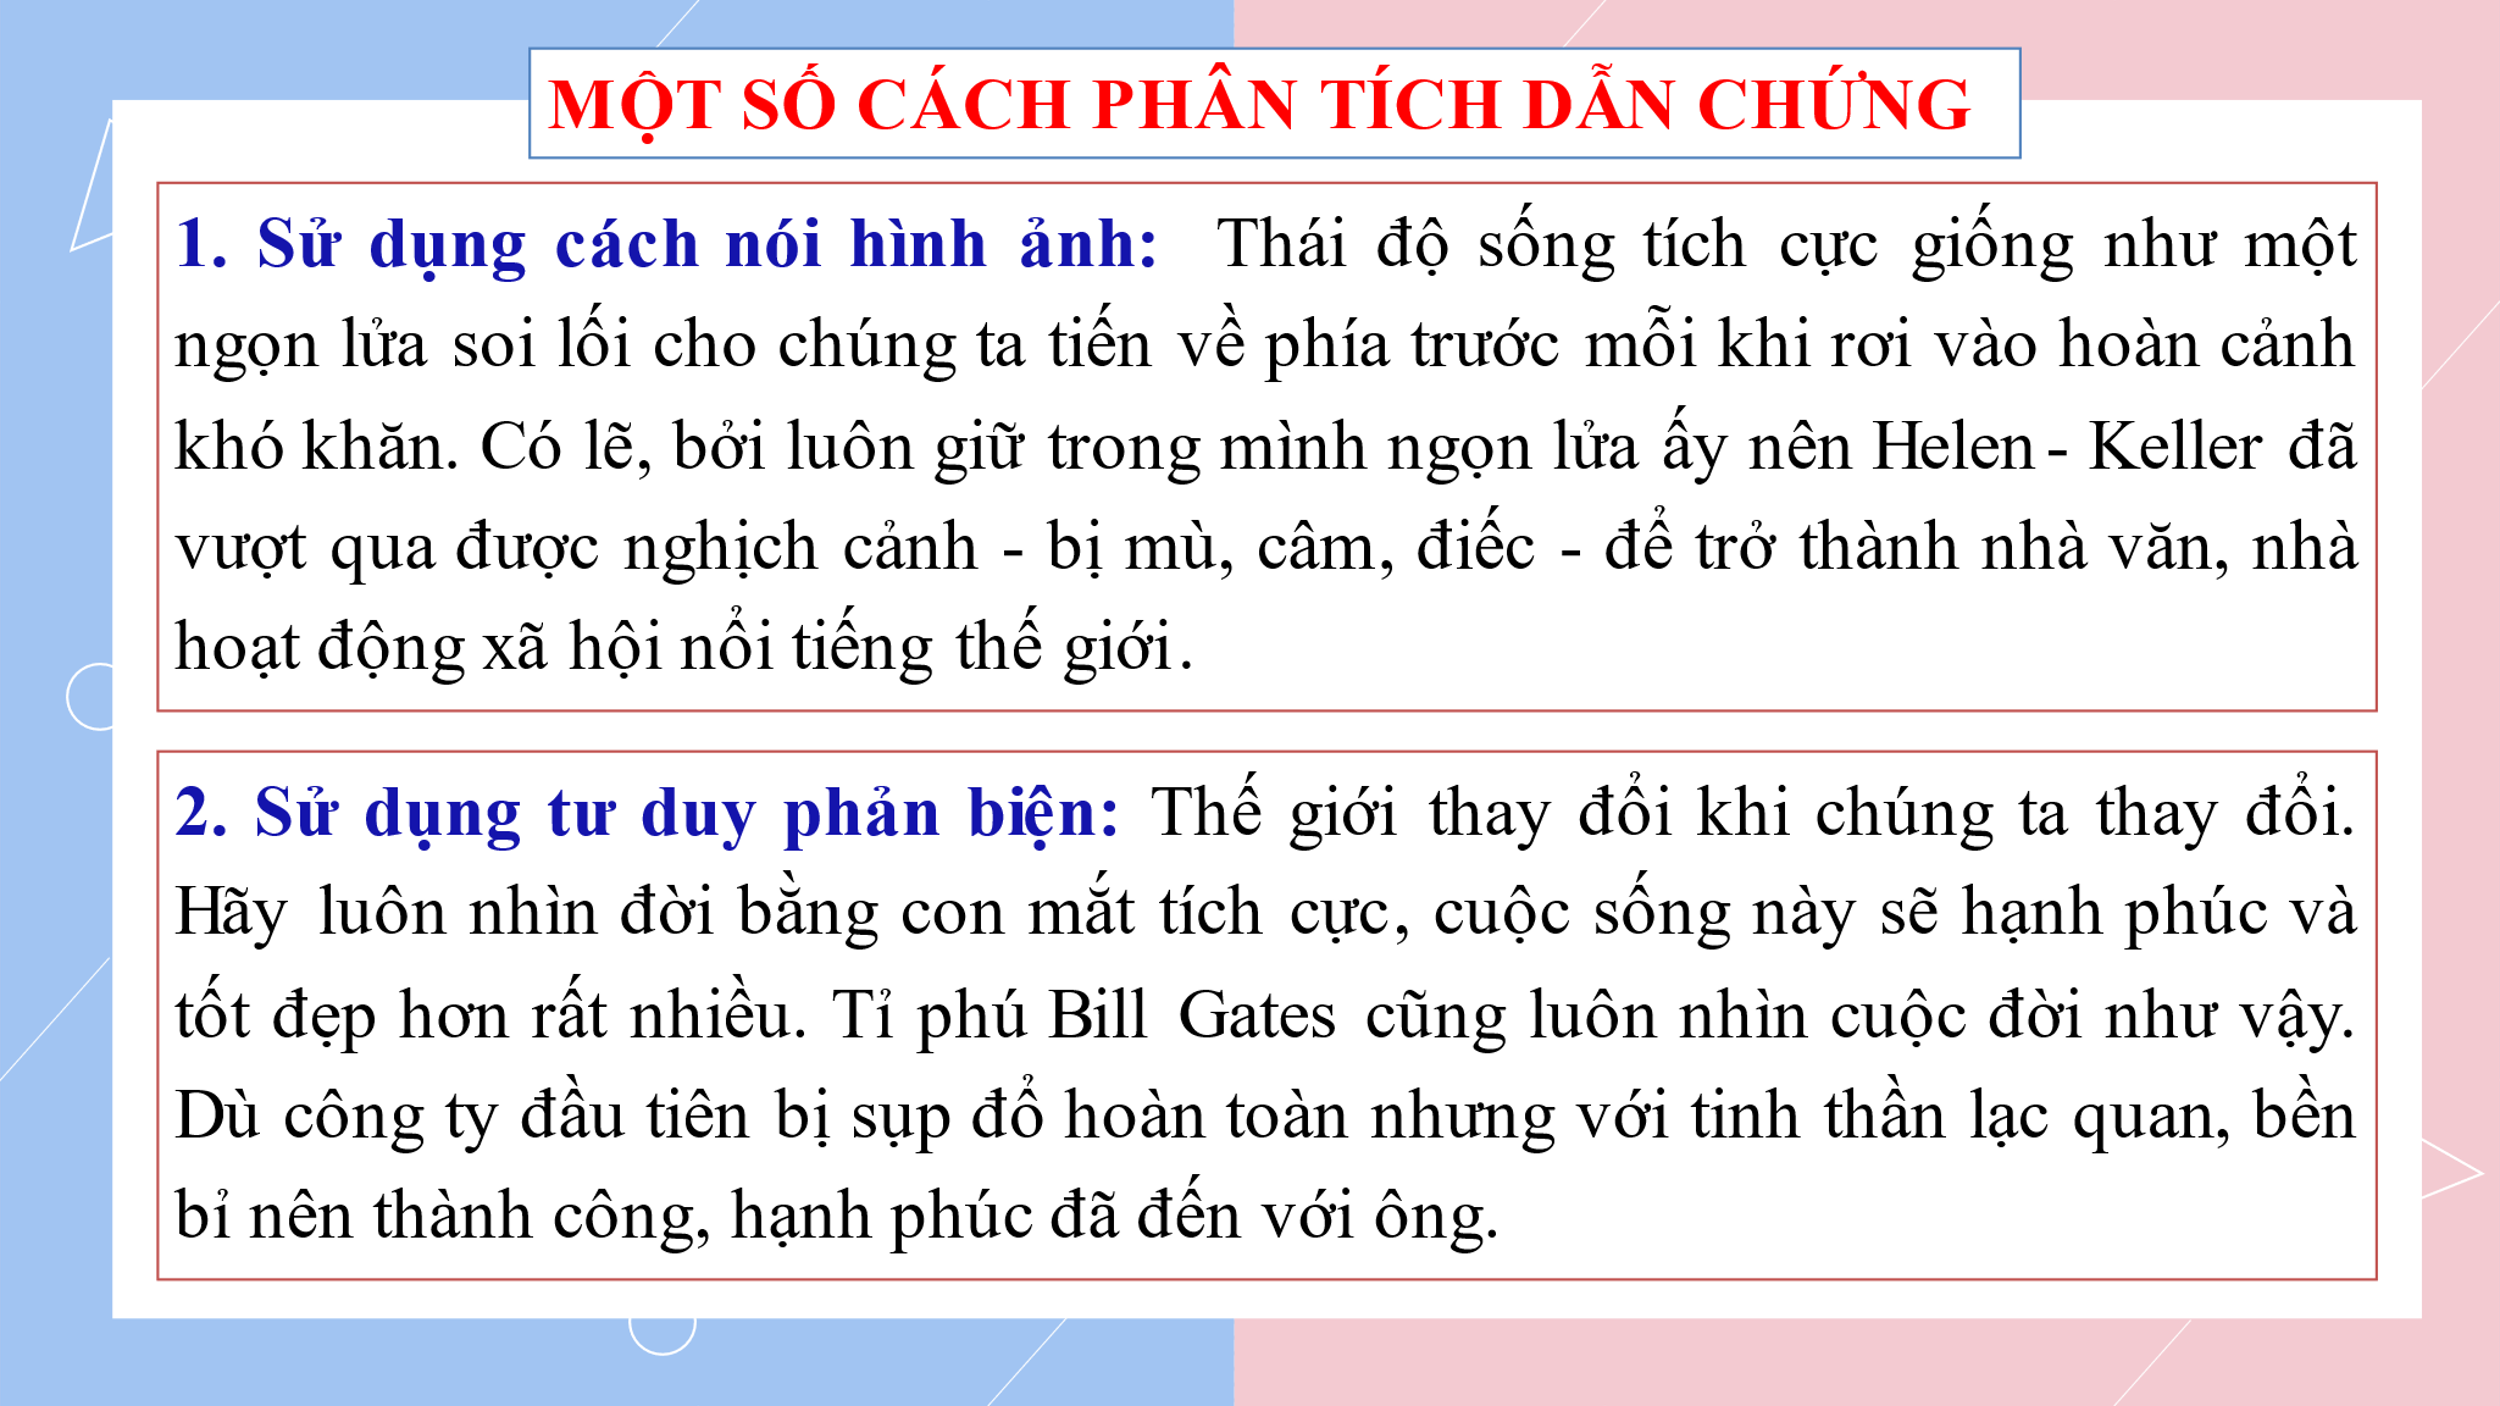 MỘT SỐ CÁCH PHÂN TÍCH DẪN CHỨNG
1. Sử dụng cách nói hình ảnh: Thái độ sống tích cực giống như một
ngọn lửa soi lối cho chúng ta tiến về phía trước mỗi khi rơi vào hoàn cảnh
khó khăn. Có lẽ, bởi luôn giữ trong mình ngọn lửa ấy nên Helen- Keller đã
vượt qua được nghịch cảnh - bị mù, câm, điếc - để trở thành nhà văn, nhà
hoạt động xã hội nổi tiếng thế giới.
2. Sử dụng tư duy phản biện: Thế giới thay đổi khi chúng ta thay đổi.
Hãy luôn nhìn đời bằng con mắt tích cực, cuộc sống này sẽ hạnh phúc và
tốt đẹp hơn rất nhiều. Tỉ phú Bill Gates cũng luôn nhìn cuộc đời như vậy.
Dù công ty đầu tiên bị sụp đổ hoàn toàn nhưng với tinh thần lạc quan, bền
bỉ nên thành công, hạnh phúc đã đến với ông.